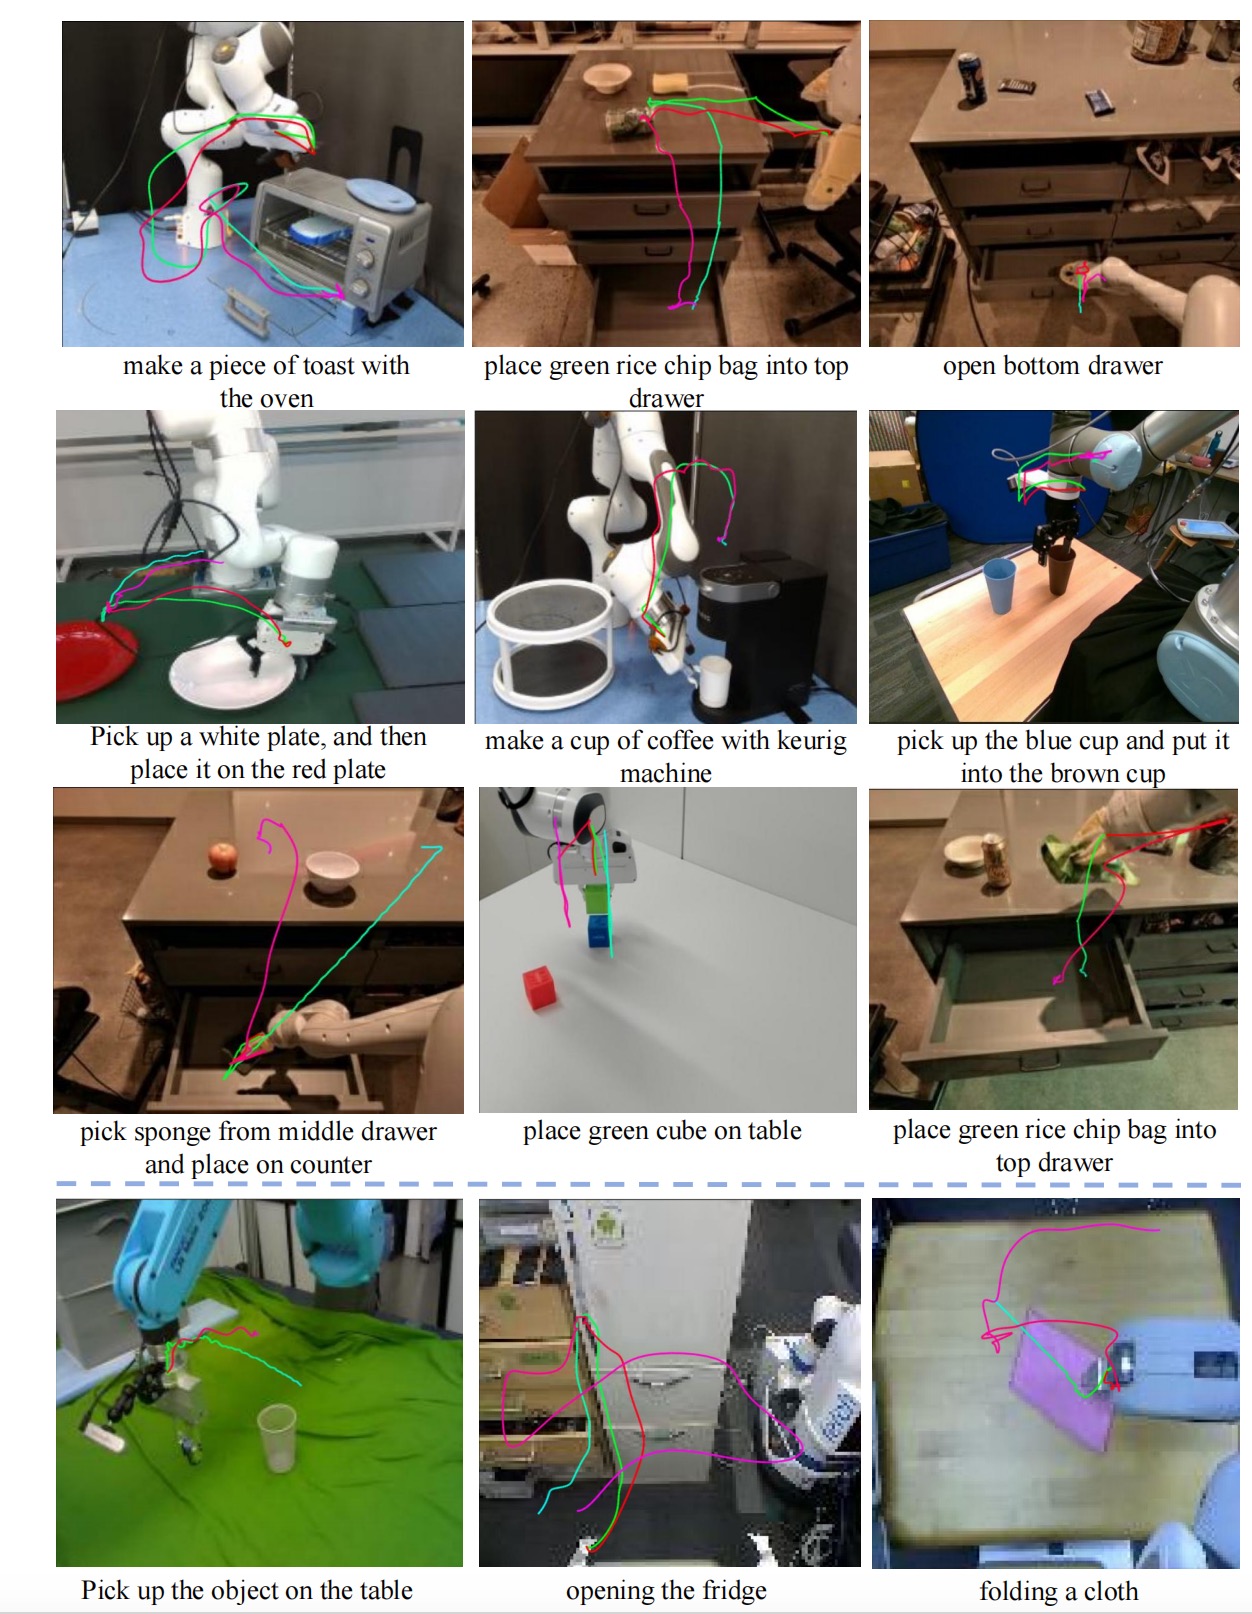 make a piece of toast with
the oven
place green rice chip bag into top
drawer
open bottom drawer
Pick up a white plate, and then
place it on the red plate
make a cup of coffee with keurig
machine
pick up the blue cup and put it
into the brown cup
pick sponge from middle drawer
and place on counter
place green cube on table
place green rice chip bag into
top drawer
Pick up the object on the table
opening the fridge
folding a cloth